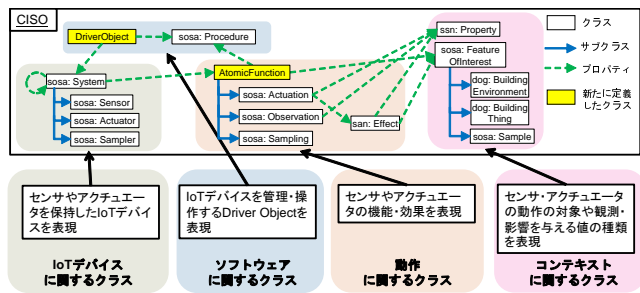 CISO
DriverObject
sosa: Procedure
sosa: System
sosa: Sensor
sosa: Actuator
sosa: Sampler
AtomicFunction
sosa: Actuation
sosa: Observation
sosa: Sampling
san: Effect
ssn: Property
sosa: Feature
OfInterest
dog: Building
Environment
dog: Building
Thing
sosa: Sample
クラス
サブクラス
プロパティ
新たに定義
したクラス
センサやアクチュエー
タを保持したIoTデバイ
スを表現
IoTデバイス
に関するクラス
IoTデバイスを管理・操
作するDriver Objectを
表現
ソフトウェア
に関するクラス
センサやアクチュエー
タの機能・効果を表現
動作
に関するクラス
センサ・アクチュエータ
の動作の対象や観測・
影響を与える値の種類
を表現
コンテキスト
に関するクラス